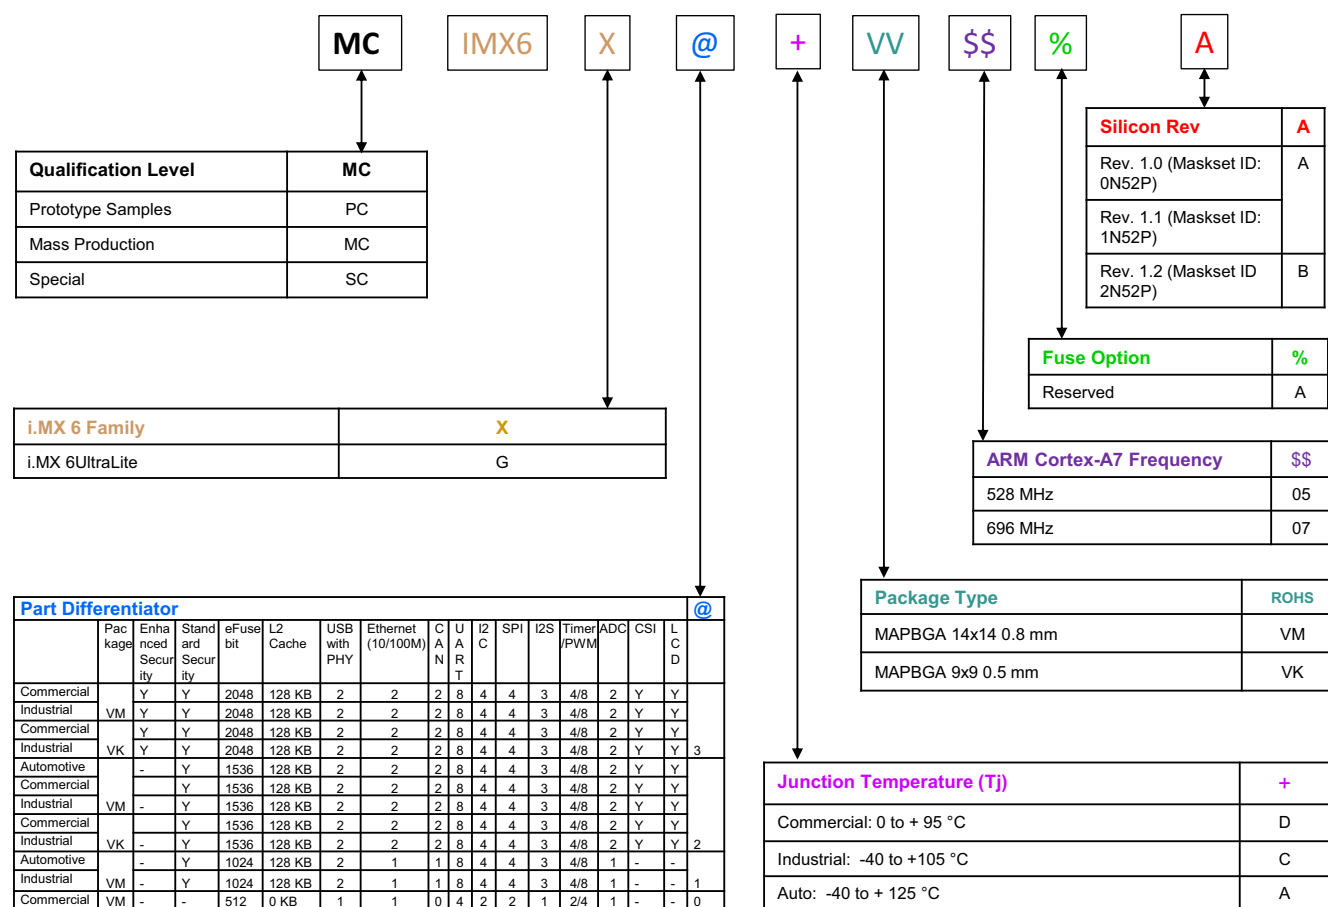 MC IMX6 X @ + VV $$ % A
Silicon Rev A
Rev. 1.0 (Maskset ID: 0N52P) A
Rev. 1.1 (Maskset ID: 1N52P)
Rev. 1.2 (Maskset ID 2N52P) B
Qualification Level MC
Prototype Samples PC
Mass Production MC
Special SC
Fuse Option %
Reserved A
i.MX 6 Family X
i.MX 6UltraLite G
ARM Cortex-A7 Frequency $$
528 MHz 05
696 MHz 07
Package Type ROHS
MAPBGA 14x14 0.8 mm VM
MAPBGA 9x9 0.5 mm VK
Part Differentiator @
Package Enhanced Security Standard Security eFuse bit L2 Cache USB with PHY Ethernet (10/100M) CAN UART I2C SPI I2S Timer/PWM ADC CSI LCD
Commercial Y Y 2048 128 KB 2 2 2 8 4 4 3 4/8 2 Y Y
Industrial VM Y Y 2048 128 KB 2 2 2 8 4 4 3 4/8 2 Y Y
Commercial Y Y 2048 128 KB 2 2 2 8 4 4 3 4/8 2 Y Y
Industrial VK Y Y 2048 128 KB 2 2 2 8 4 4 3 4/8 2 Y Y 3
Automotive - Y 1536 128 KB 2 2 2 8 4 4 3 4/8 2 Y Y
Commercial Y 1536 128 KB 2 2 2 8 4 4 3 4/8 2 Y Y
Industrial VM - Y 1536 128 KB 2 2 2 8 4 4 3 4/8 2 Y Y
Commercial Y 1536 128 KB 2 2 2 8 4 4 3 4/8 2 Y Y
Industrial VK - Y 1536 128 KB 2 2 2 8 4 4 3 4/8 2 Y Y 2
Automotive - Y 1024 128 KB 2 1 1 8 4 4 3 4/8 1 - -
Industrial VM - Y 1024 128 KB 2 1 1 8 4 4 3 4/8 1 - - 1
Commercial VM - - 512 0 KB 1 1 0 4 2 2 1 2/4 1 - - 0
Junction Temperature (Tj) +
Commercial: 0 to + 95 °C D
Industrial: -40 to +105 °C C
Auto: -40 to + 125 °C A